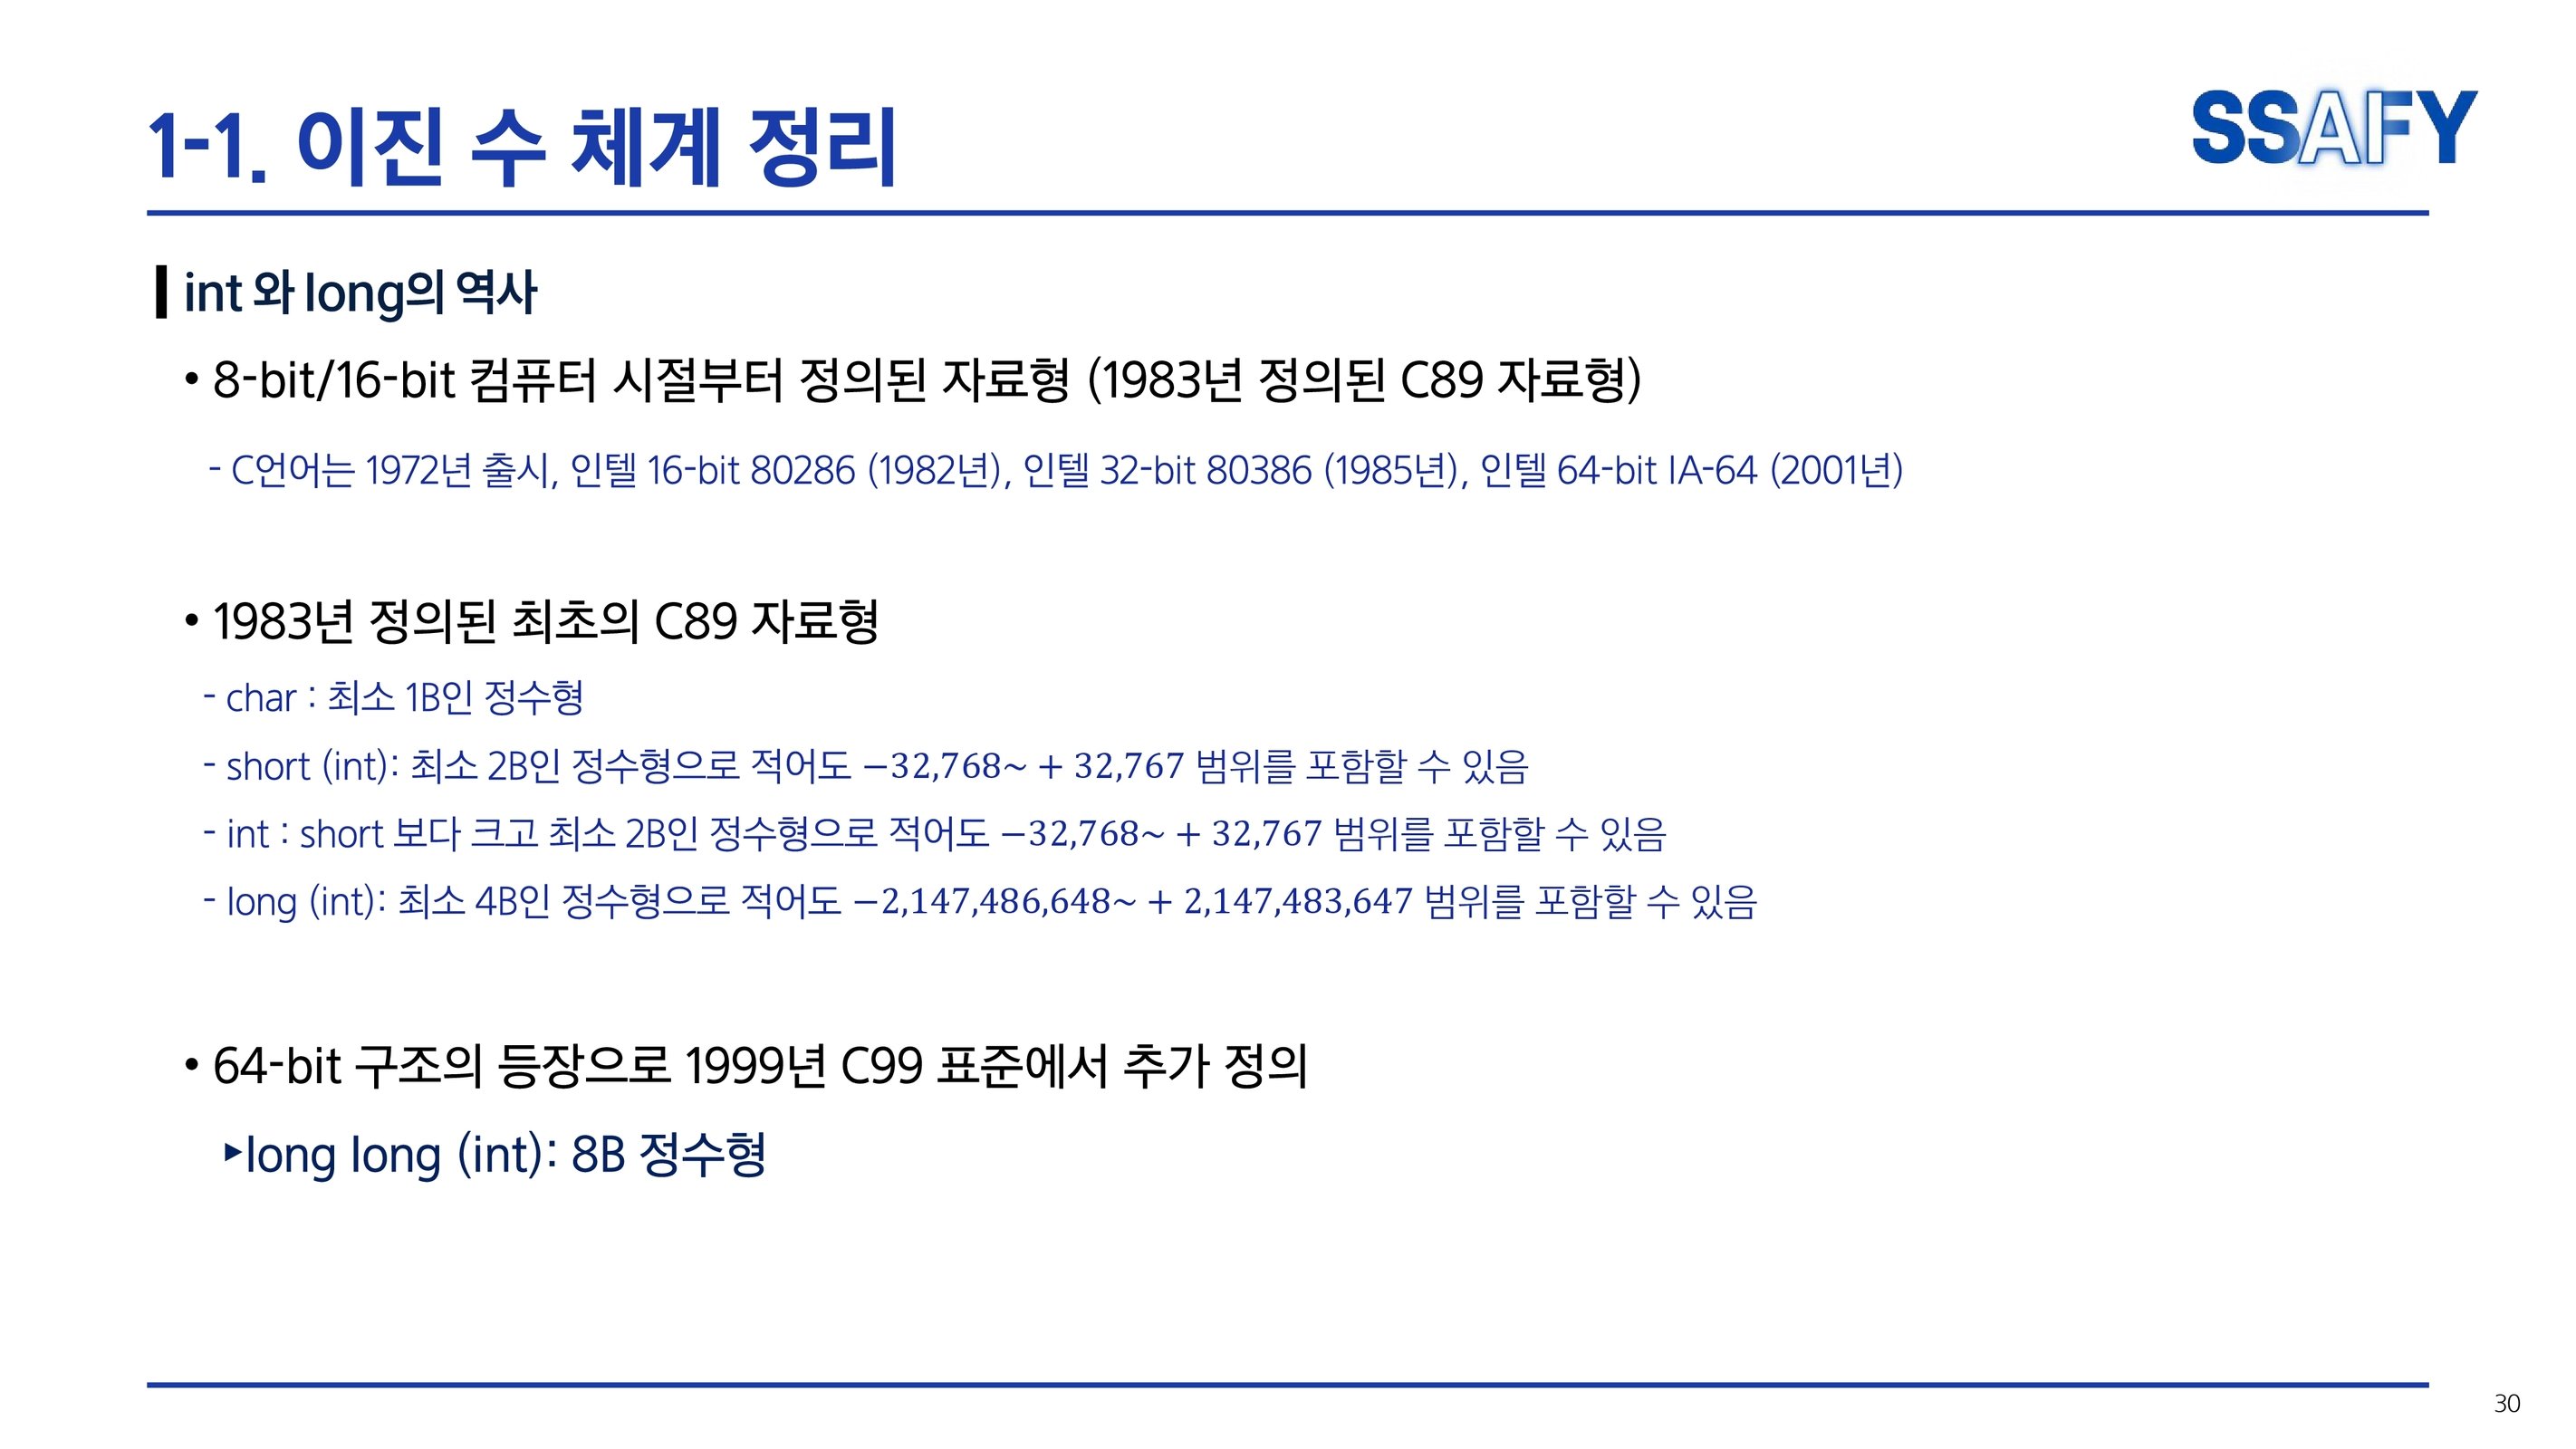 1-1. 이진 수 체계 정리
SSAFY
int 와 long의 역사
• 8-bit/16-bit 컴퓨터 시절부터 정의된 자료형 (1983년 정의된 C89 자료형)
- C언어는 1972년 출시, 인텔 16-bit 80286 (1982년), 인텔 32-bit 80386 (1985년), 인텔 64-bit IA-64 (2001년)
• 1983년 정의된 최초의 C89 자료형
- char : 최소 1B인 정수형
- short (int): 최소 2B인 정수형으로 적어도 −32,768~ + 32,767 범위를 포함할 수 있음
- int : short 보다 크고 최소 2B인 정수형으로 적어도 −32,768~ + 32,767 범위를 포함할 수 있음
- long (int): 최소 4B인 정수형으로 적어도 −2,147,486,648~ + 2,147,483,647 범위를 포함할 수 있음
• 64-bit 구조의 등장으로 1999년 C99 표준에서 추가 정의
▸long long (int): 8B 정수형
30